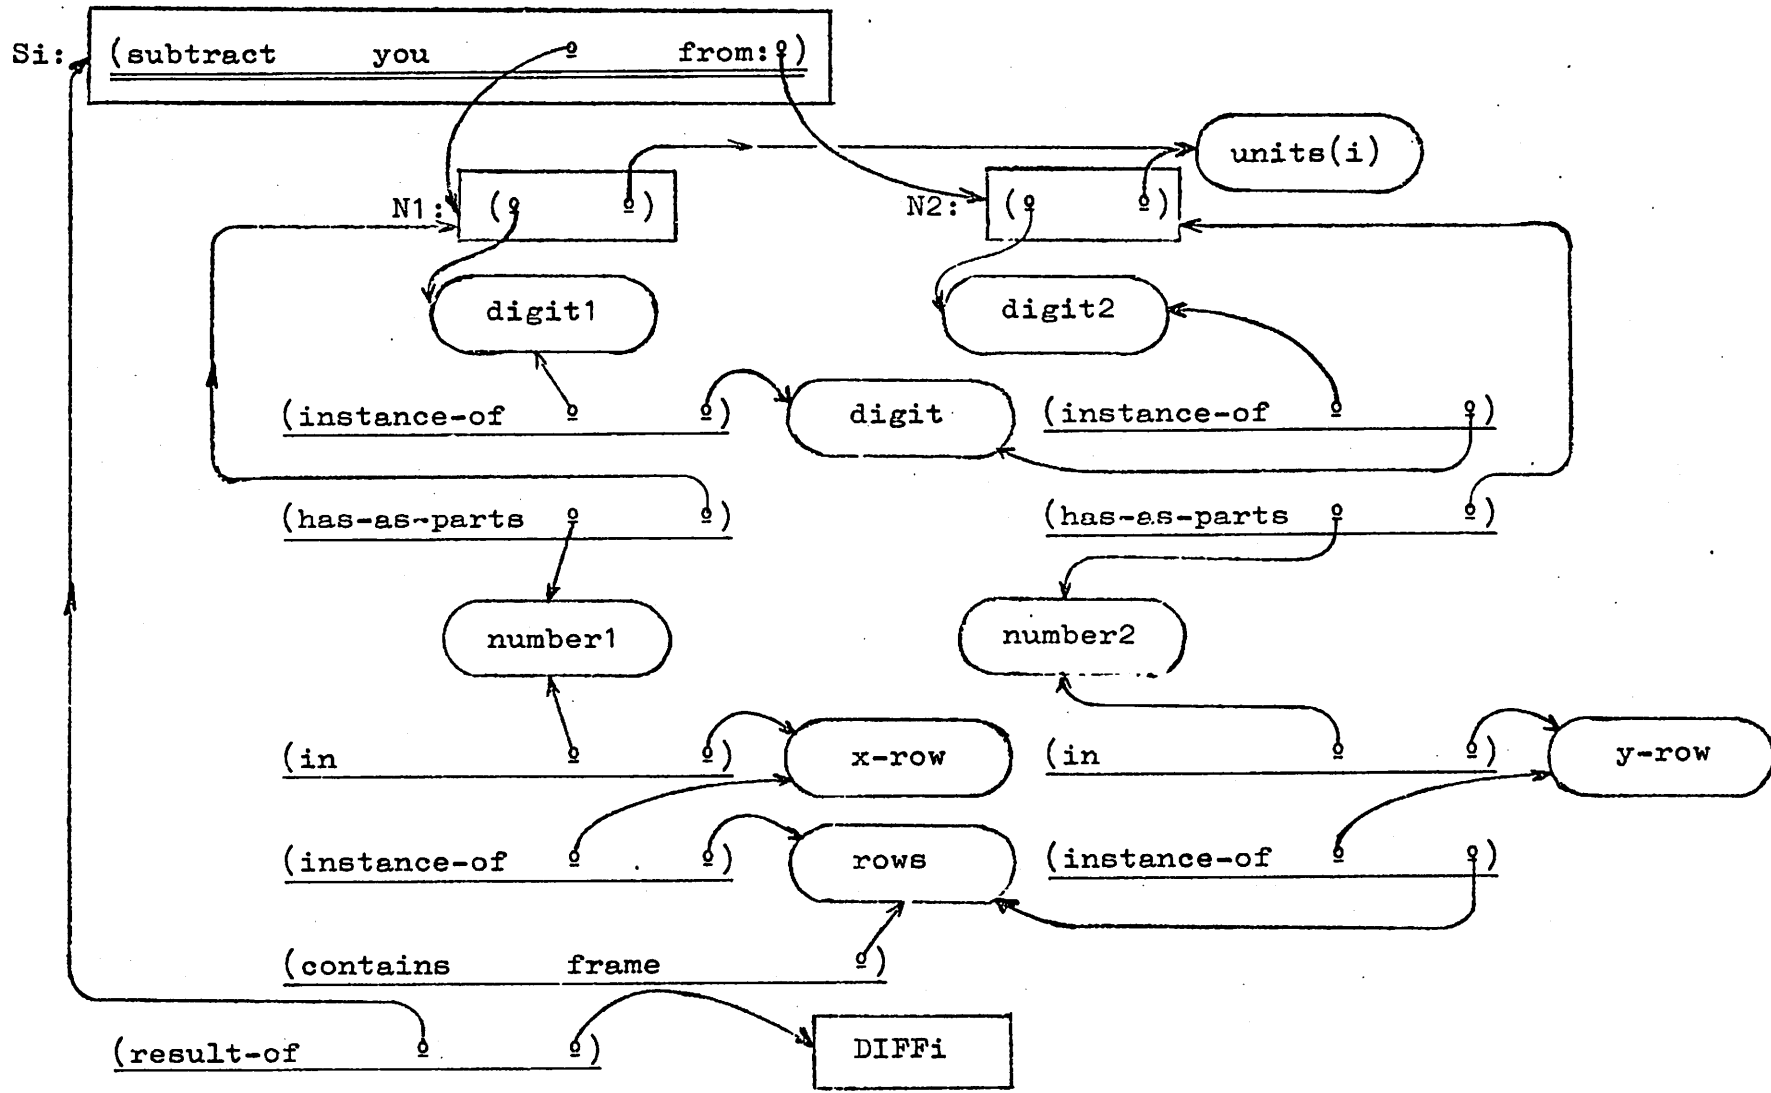 Si: (subtract you o from:o)
units(i)
N1: (o o) N2: (o o)
digit1 digit2
(instance-of o o) digit (instance-of o o)
(has-as-parts o o) (has-as-parts o o)
number1 number2
(in o o) x-row (in o o) y-row
(instance-of o o) rows (instance-of o o)
(contains frame o)
(result-of o o) DIFFi